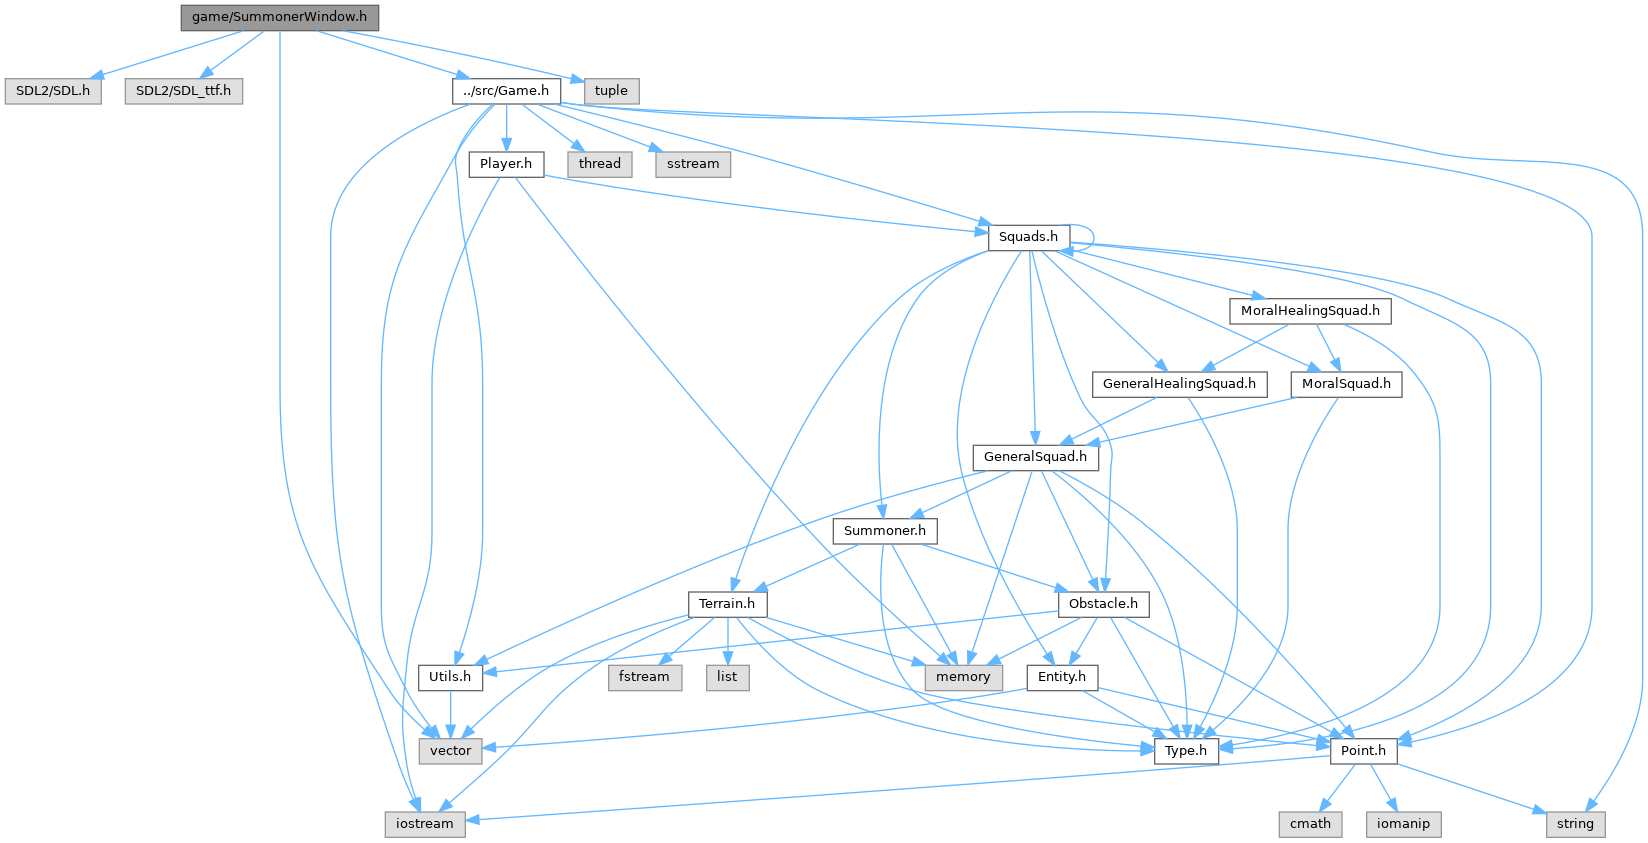 game/SummonerWindow.h
SDL2/SDL.h
SDL2/SDL_ttf.h
../src/Game.h
tuple
Player.h
thread
sstream
Squads.h
MoralHealingSquad.h
GeneralHealingSquad.h
MoralSquad.h
GeneralSquad.h
Summoner.h
Terrain.h
Obstacle.h
Utils.h
fstream
list
memory
Entity.h
vector
Type.h
Point.h
iostream
cmath
iomanip
string